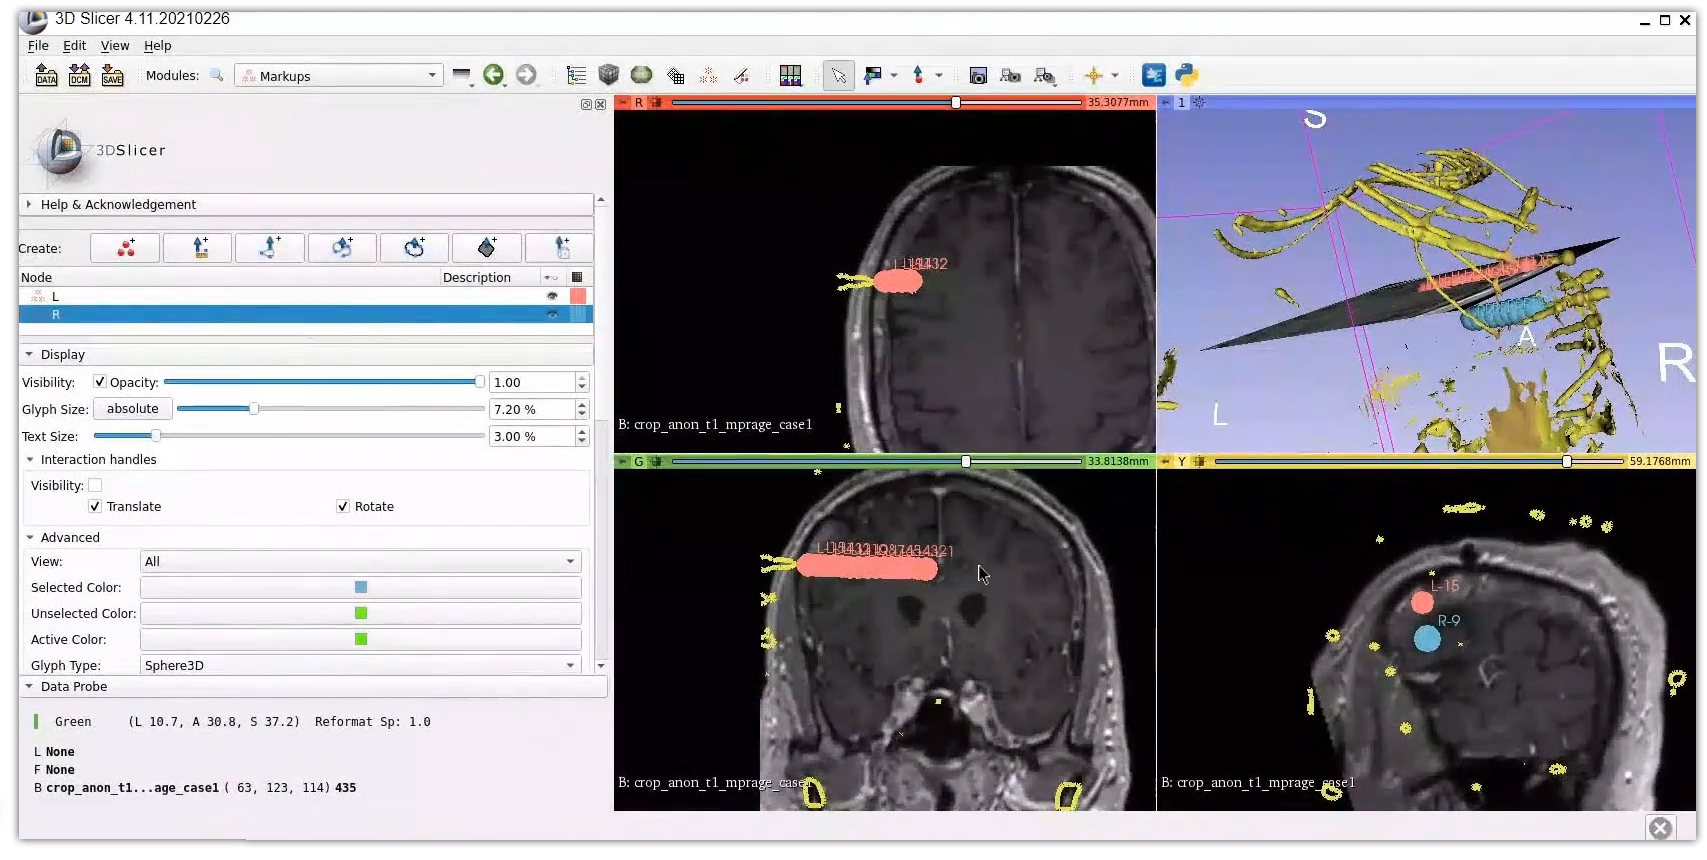 3D Slicer 4.11.20210226
File Edit View Help
DATA DCM SAVE Modules: Markups
R 35.3077mm 1
3DSlicer
S
Help & Acknowledgement
Create:
Node Description
L
R
Display
Visibility: Opacity: 1.00
Glyph Size: absolute 7.20 %
Text Size: 3.00 %
Interaction handles
Visibility:
Translate Rotate
Advanced
View: All
Selected Color:
Unselected Color:
Active Color:
Glyph Type: Sphere3D
Data Probe
Green (L 10.7, A 30.8, S 37.2) Reformat Sp: 1.0
L None
F None
B crop_anon_t1...age_case1 ( 63, 123, 114) 435
B: crop_anon_t1_mprage_case1
A
R
L
G 33.8138mm Y 59.1768mm
L-15
R-9
B: crop_anon_t1_mprage_case1
B: crop_anon_t1_mprage_case1